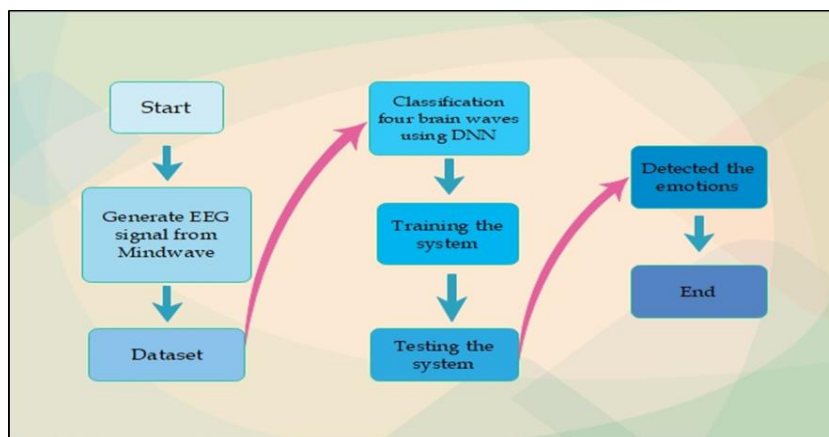 Start
Generate EEG
signal from
Mindwave
Dataset
Classification
four brain waves
using DNN
Training the
system
Testing the
system
Detected the
emotions
End